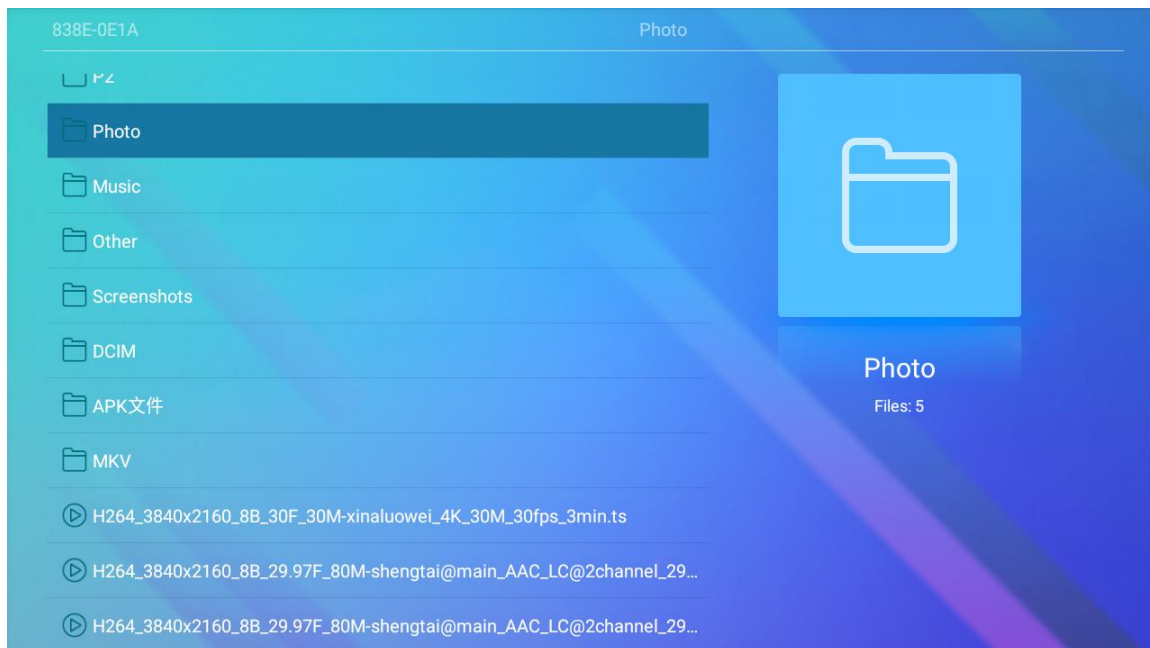 838E-0E1A
Photo
PZ
Photo
Music
Other
Screenshots
DCIM
APK文件
MKV
H264_3840x2160_8B_30F_30M-xinaluowei_4K_30M_30fps_3min.ts
H264_3840x2160_8B_29.97F_80M-shengtai@main_AAC_LC@2channel_29...
H264_3840x2160_8B_29.97F_80M-shengtai@main_AAC_LC@2channel_29...
Photo
Files: 5